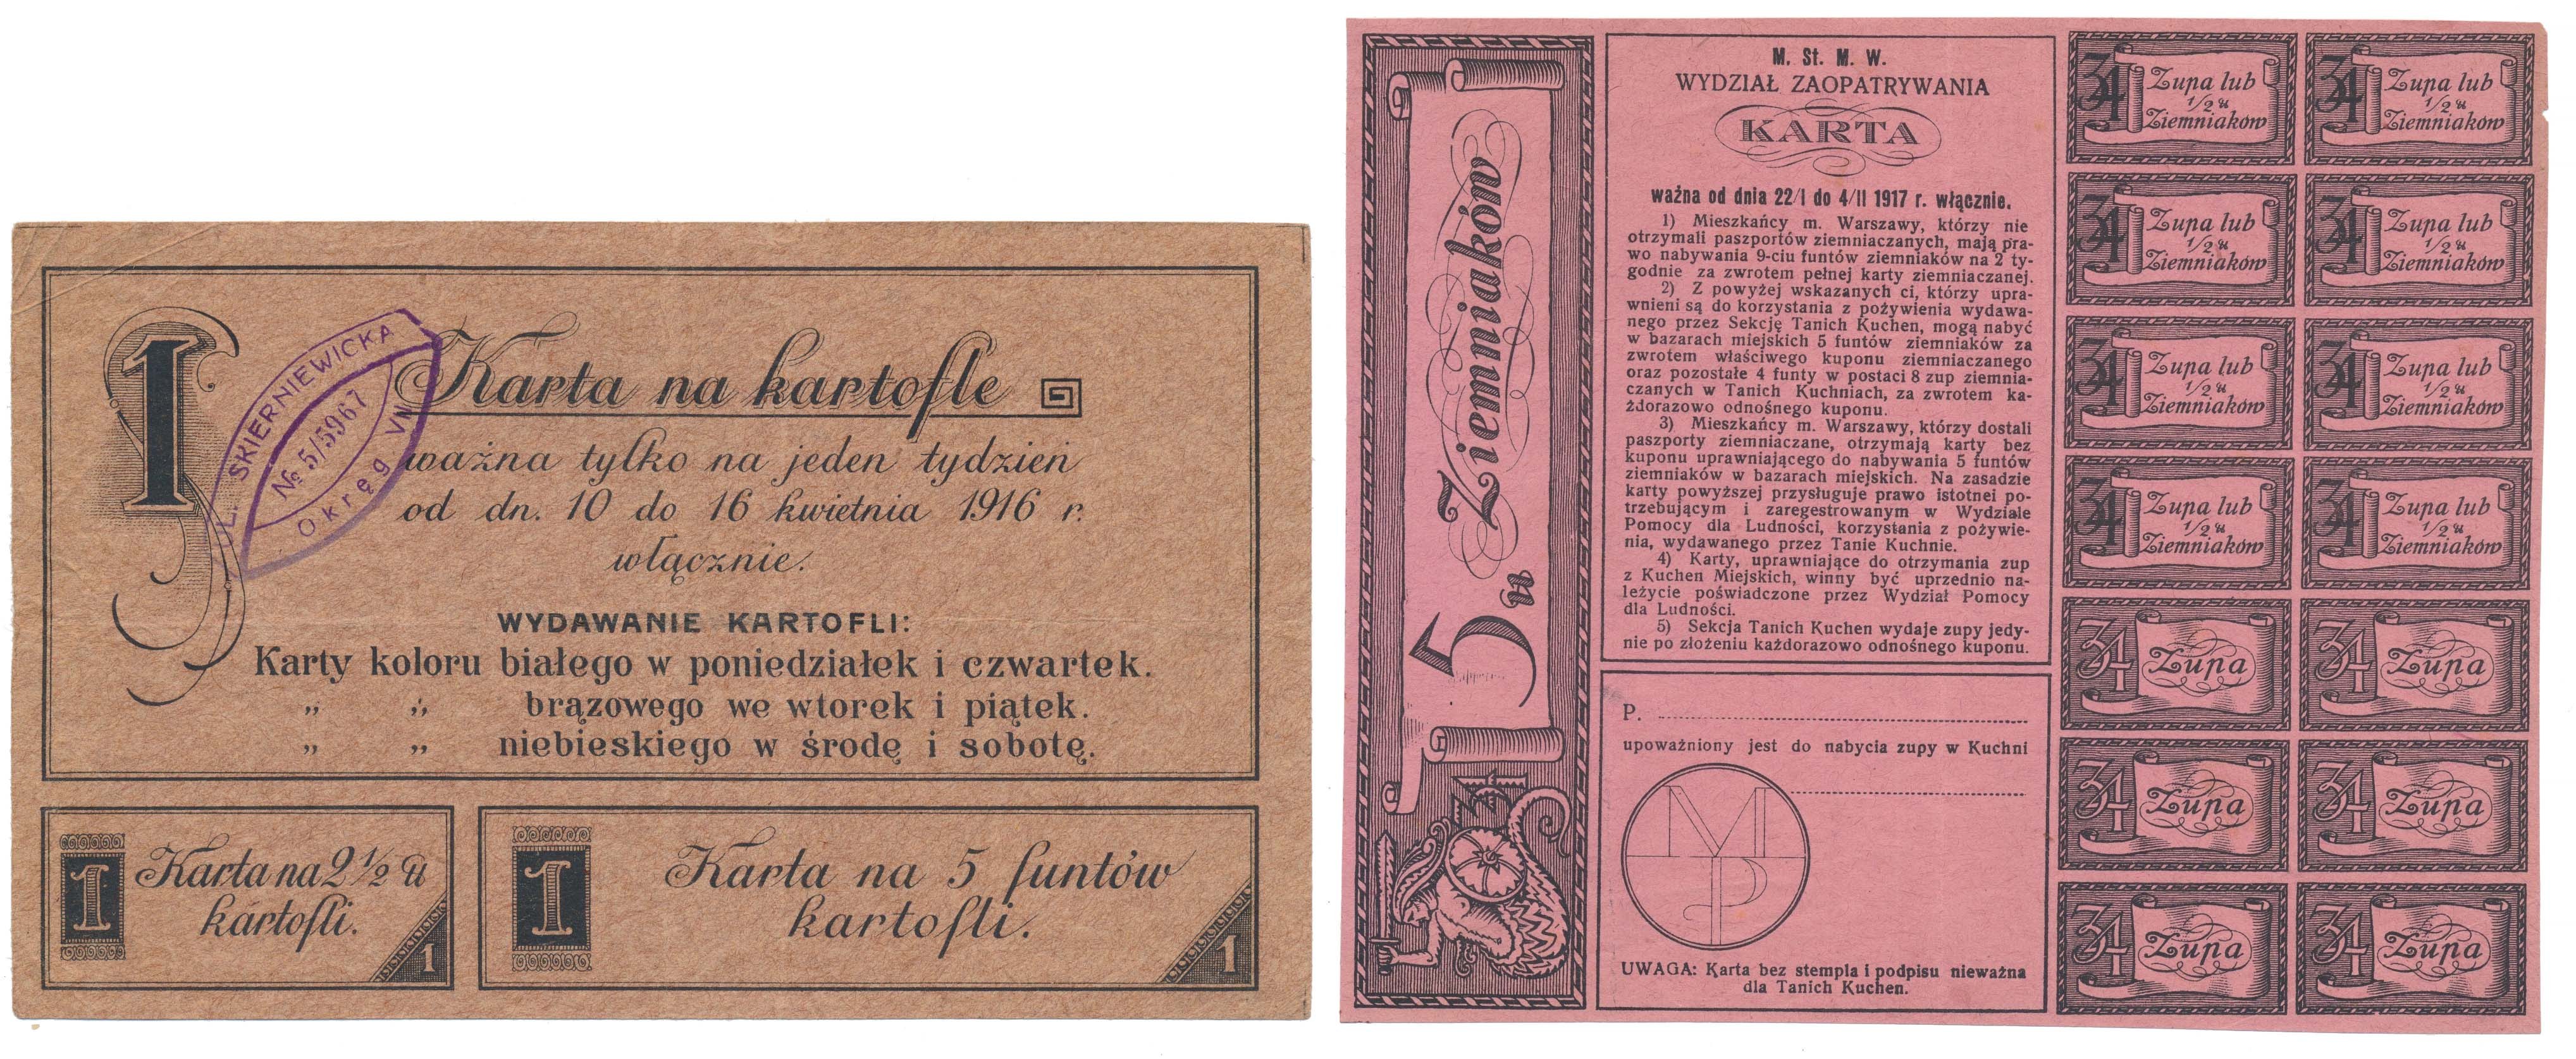 1
UL. SKIERNIEWICKA
№ 5/5967
Okręg VII
Karta na kartofle
ważna tylko na jeden tydzień
od dn. 10 do 16 kwietnia 1916 r.
włącznie.
WYDAWANIE KARTOFLI:
Karty koloru białego w poniedziałek i czwartek.
„ „ brązowego we wtorek i piątek.
„ „ niebieskiego w środę i sobotę.
1
Karta na 2 1/2 ℔
kartofli.
1
1
Karta na 5 funtów
kartofli.
1
5 ℔ Ziemniaków
M. St. M. W.
WYDZIAŁ ZAOPATRYWANIA
KARTA
ważna od dnia 22/I do 4/II 1917 r. włącznie.
1) Mieszkańcy m. Warszawy, którzy nie
otrzymali paszportów ziemniaczanych, mają pra-
wo nabywania 9-ciu funtów ziemniaków na 2 ty-
godnie za zwrotem pełnej karty ziemniaczanej.
2) Z powyżej wskazanych ci, którzy upra-
wnieni są do korzystania z pożywienia wydawa-
nego przez Sekcję Tanich Kuchen, mogą nabyć
w bazarach miejskich 5 funtów ziemniaków za
zwrotem właściwego kuponu ziemniaczanego
oraz pozostałe 4 funty w postaci 8 zup ziemnia-
czanych w Tanich Kuchniach, za zwrotem ka-
żdorazowo odnośnego kuponu.
3) Mieszkańcy m. Warszawy, którzy dostali
paszporty ziemniaczane, otrzymają karty bez
kuponu uprawniającego do nabywania 5 funtów
ziemniaków w bazarach miejskich. Na zasadzie
karty powyższej przysługuje prawo istotnej po-
trzebującym i zaregestrowanym w Wydziale
Pomocy dla Ludności, korzystania z pożywie-
nia, wydawanego przez Tanie Kuchnie.
4) Karty, uprawniające do otrzymania zup
z Kuchen Miejskich, winny być uprzednio na-
leżycie poświadczone przez Wydział Pomocy
dla Ludności.
5) Sekcja Tanich Kuchen wydaje zupy jedy-
nie po złożeniu każdorazowo odnośnego kuponu.
P.
upoważniony jest do nabycia zupy w Kuchni
MP
UWAGA: Karta bez stempla i podpisu nieważna
dla Tanich Kuchen.
34 Zupa lub
1/2 ℔
Ziemniaków
34 Zupa lub
1/2 ℔
Ziemniaków
34 Zupa lub
1/2 ℔
Ziemniaków
34 Zupa lub
1/2 ℔
Ziemniaków
34 Zupa lub
1/2 ℔
Ziemniaków
34 Zupa lub
1/2 ℔
Ziemniaków
34 Zupa lub
1/2 ℔
Ziemniaków
34 Zupa lub
1/2 ℔
Ziemniaków
34 Zupa
34 Zupa
34 Zupa
34 Zupa
34 Zupa
34 Zupa